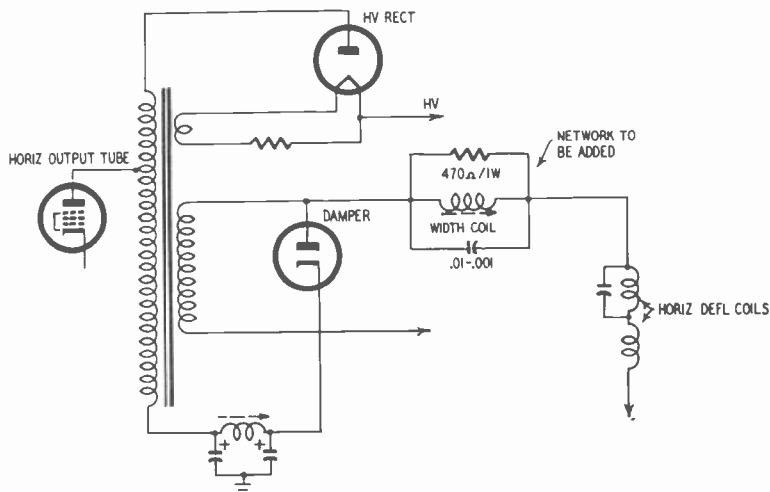 HV RECT
HV
NETWORK TO
BE ADDED
HORIZ OUTPUT TUBE
470Ω/1W
DAMPER
WIDTH COIL
.01-.001
HORIZ DEFL COILS
+ +